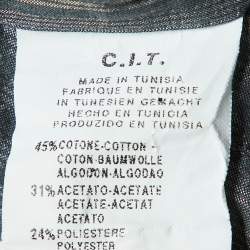 C.I.T.
MADE IN TUNISIA
FABRIQUE EN TUNISIE
IN TUNESIEN GEMACHT
HECHO EN TUNICIA
PRODUZIDO EN TUNISIA
45% COTONE-COTTON-
COTON-BAUMWOLLE
ALGODON-ALGODAO
31% ACETATO-ACETATE
ACETATE-ACETAT
ACETATO
24% POLIESTERE
POLYESTER